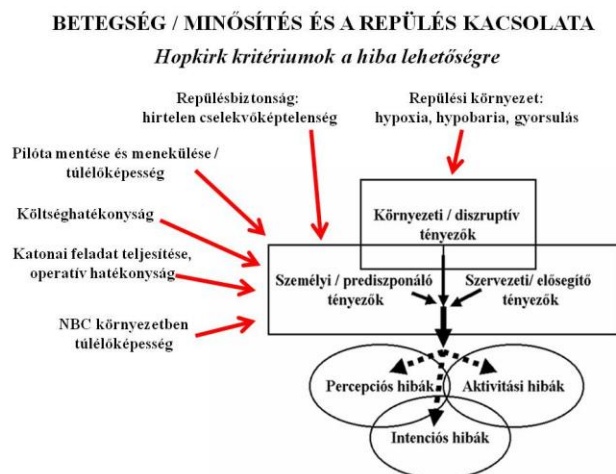 BETEGSÉG / MINŐSÍTÉS ÉS A REPÜLÉS KACSOLATA
Hopkirk kritériumok a hiba lehetőségre
Repülésbiztonság:
hirtelen cselekvőképtelenség
Repülési környezet:
hypoxia, hypobaria, gyorsulás
Pilóta mentése és menekülése /
túlélőképesség
Költséghatékonyság
Katonai feladat teljesítése,
operatív hatékonyság
NBC környezetben
túlélőképesség
Környezeti / diszruptív
tényezők
Személyi / prediszponáló
tényezők
Szervezeti/ elősegítő
tényezők
Percepciós hibák
Aktivitási hibák
Intenciós hibák